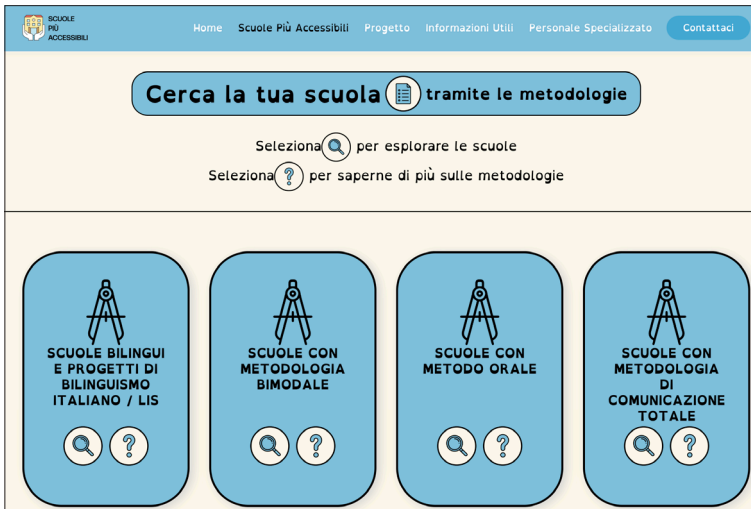 SCUOLE
PIÙ
ACCESSIBILI
Home Scuole Più Accessibili Progetto Informazioni Utili Personale Specializzato Contattaci
Cerca la tua scuola tramite le metodologie
Seleziona per esplorare le scuole
Seleziona ? per saperne di più sulle metodologie
SCUOLE BILINGUI
E PROGETTI DI
BILINGUISMO
ITALIANO / LIS
? 
SCUOLE CON
METODOLOGIA
BIMODALE
?
SCUOLE CON
METODO ORALE
?
SCUOLE CON
METODOLOGIA
DI
COMUNICAZIONE
TOTALE
?